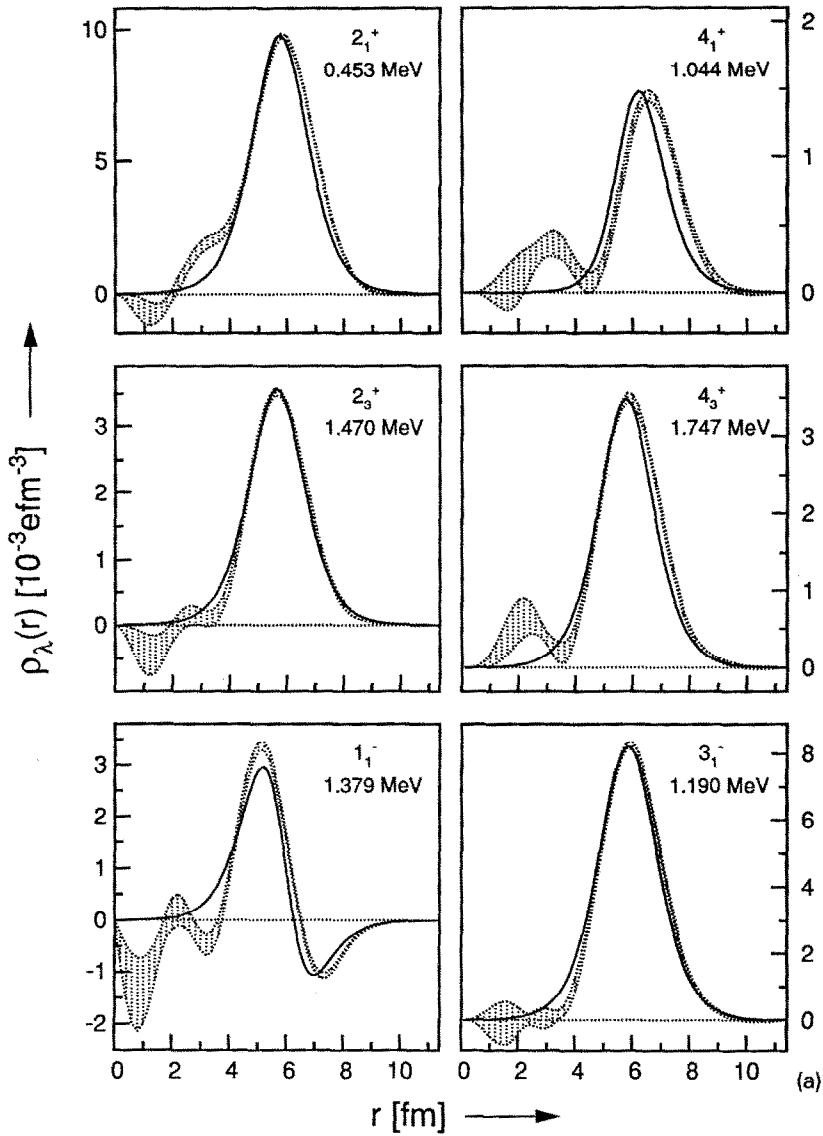 10
5
0
2₁⁺
0.453 MeV
4₁⁺
1.044 MeV
2
1
0
3
2
1
0
2₃⁺
1.470 MeV
4₃⁺
1.747 MeV
3
2
1
0
3
2
1
0
-1
-2
1₁⁻
1.379 MeV
3₁⁻
1.190 MeV
8
6
4
2
0
ρλ(r) [10⁻³efm⁻³]
0 2 4 6 8 10
0 2 4 6 8 10
(a)
r [fm]